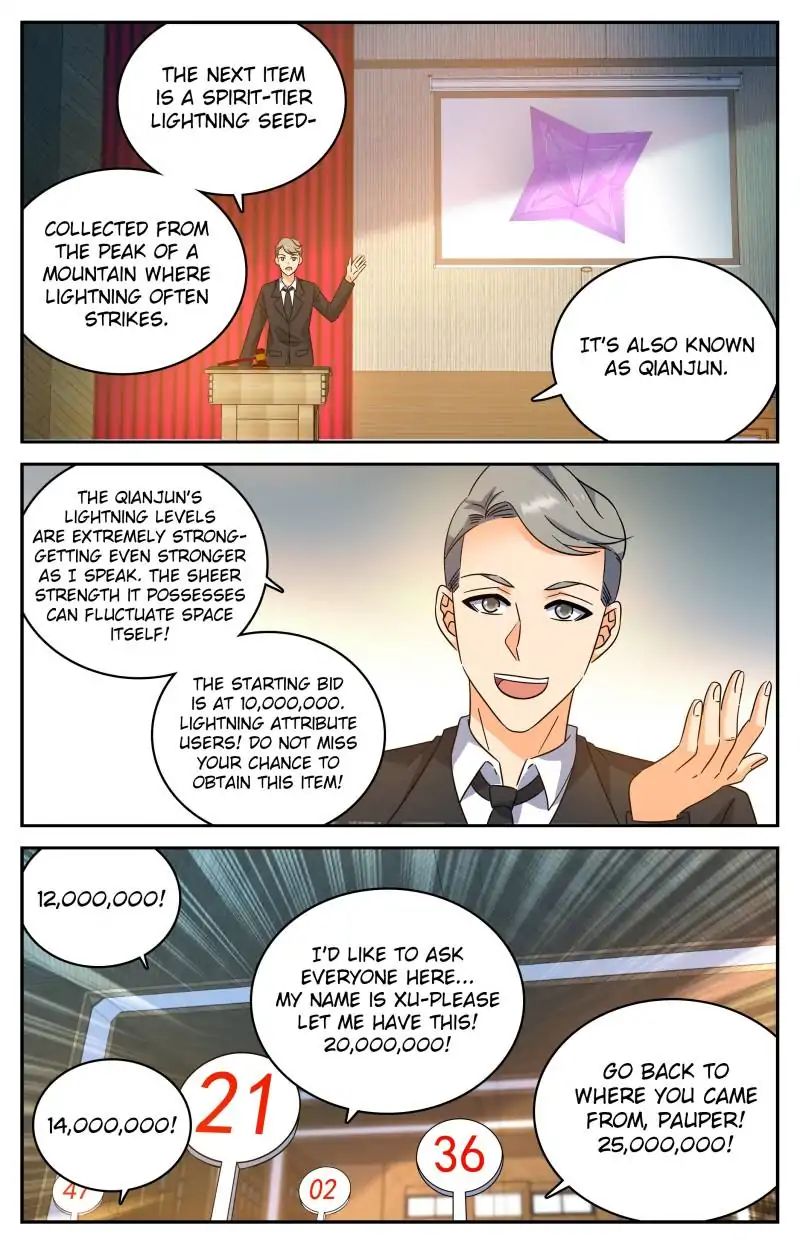 THE NEXT ITEM
IS A SPIRIT-TIER
LIGHTNING SEED-
COLLECTED FROM
THE PEAK OF A
MOUNTAIN WHERE
LIGHTNING OFTEN
STRIKES.
IT'S ALSO KNOWN
AS QIANJUN.
THE QIANJUN'S
LIGHTNING LEVELS
ARE EXTREMELY STRONG-
GETTING EVEN STRONGER
AS I SPEAK. THE SHEER
STRENGTH IT POSSESSES
CAN FLUCTUATE SPACE
ITSELF!
THE STARTING BID
IS AT 10,000,000.
LIGHTNING ATTRIBUTE
USERS! DO NOT MISS
YOUR CHANCE TO
OBTAIN THIS ITEM!
12,000,000!
I'D LIKE TO ASK
EVERYONE HERE...
MY NAME IS XU-PLEASE
LET ME HAVE THIS!
20,000,000!
14,000,000!
GO BACK TO
WHERE YOU CAME
FROM, PAUPER!
25,000,000!
21
36
47
02